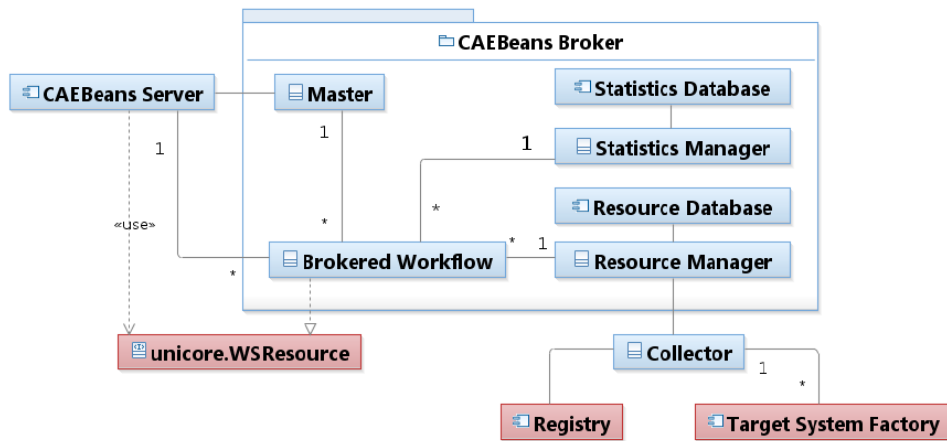 CAEBeans Broker
CAEBeans Server
Master
Statistics Database
1
1
1
Statistics Manager
*
Resource Database
«use»
*
*
1
*
Brokered Workflow
Resource Manager
unicore.WSResource
Collector
1
*
Registry
Target System Factory